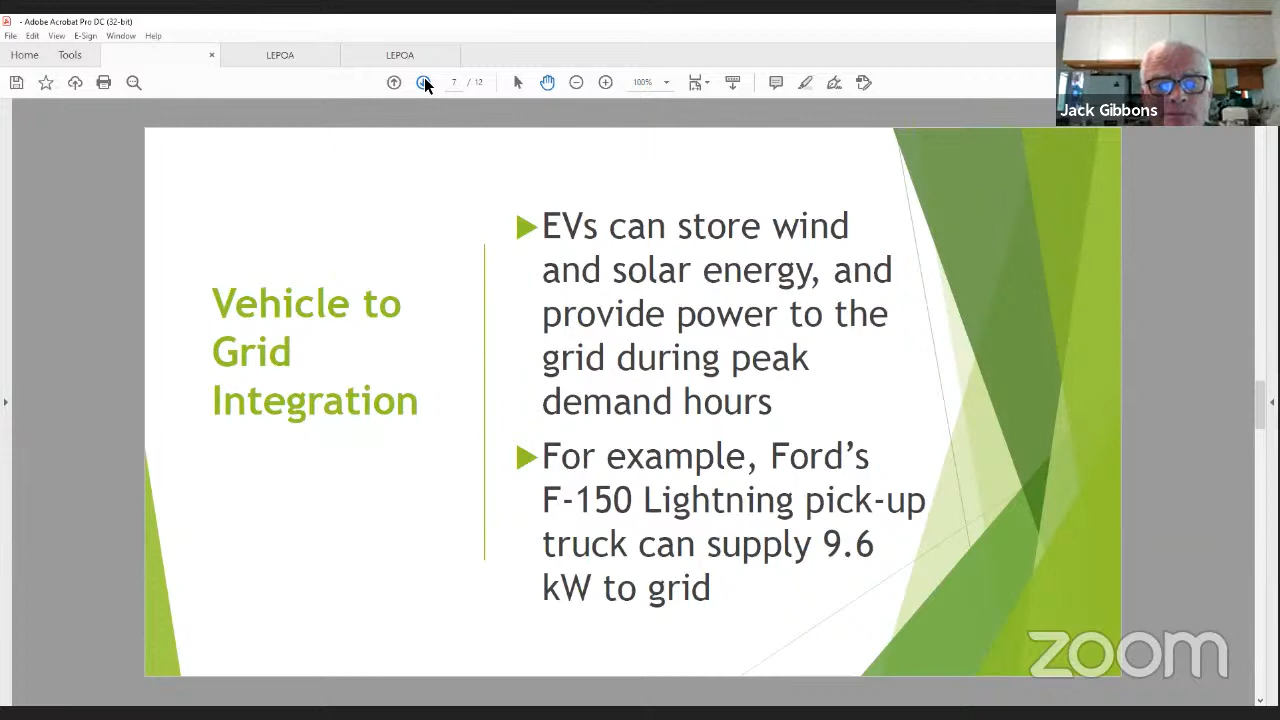 - Adobe Acrobat Pro DC (32-bit)
File Edit View E-Sign Window Help
Home Tools × LEPOA LEPOA
7 / 12 100%
Jack Gibbons
Vehicle to
Grid
Integration
EVs can store wind
and solar energy, and
provide power to the
grid during peak
demand hours
For example, Ford’s
F-150 Lightning pick-up
truck can supply 9.6
kW to grid
zoom